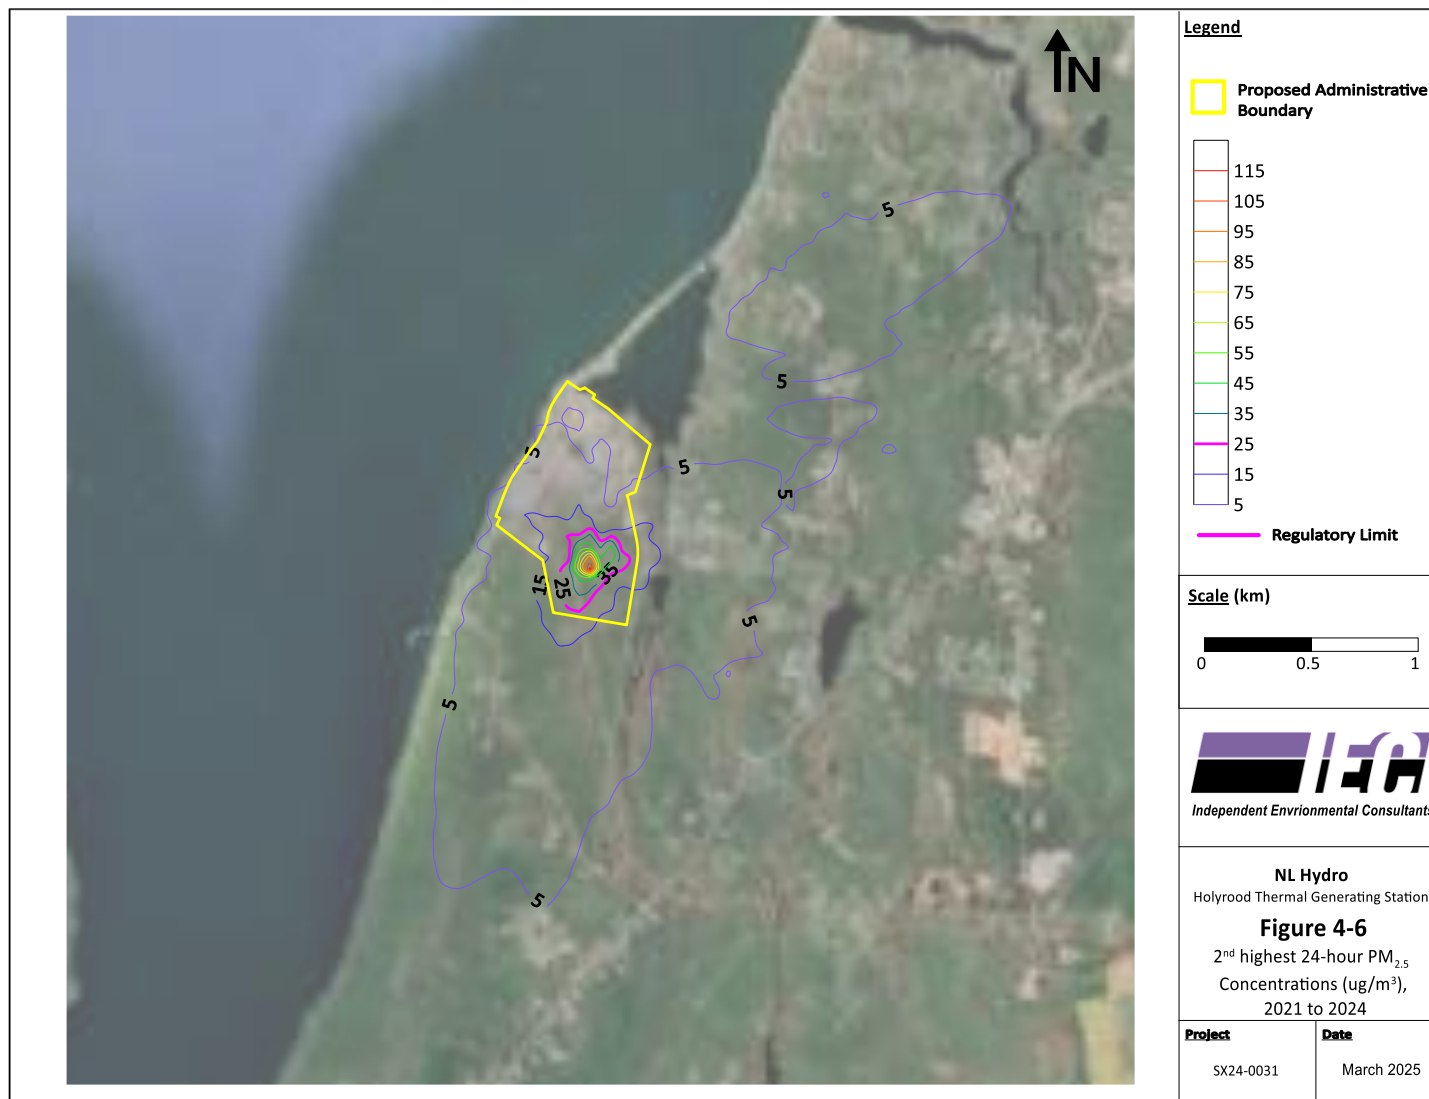 N
5
5
5
5
5
5
15
25
35
5
5
5
Legend
Proposed Administrative
Boundary
115
105
95
85
75
65
55
45
35
25
15
5
Regulatory Limit
Scale (km)
0 0.5 1
IEC
Independent Envrionmental Consultants
NL Hydro
Holyrood Thermal Generating Station
Figure 4-6
2nd highest 24-hour PM2.5
Concentrations (ug/m³),
2021 to 2024
Project Date
SX24-0031 March 2025